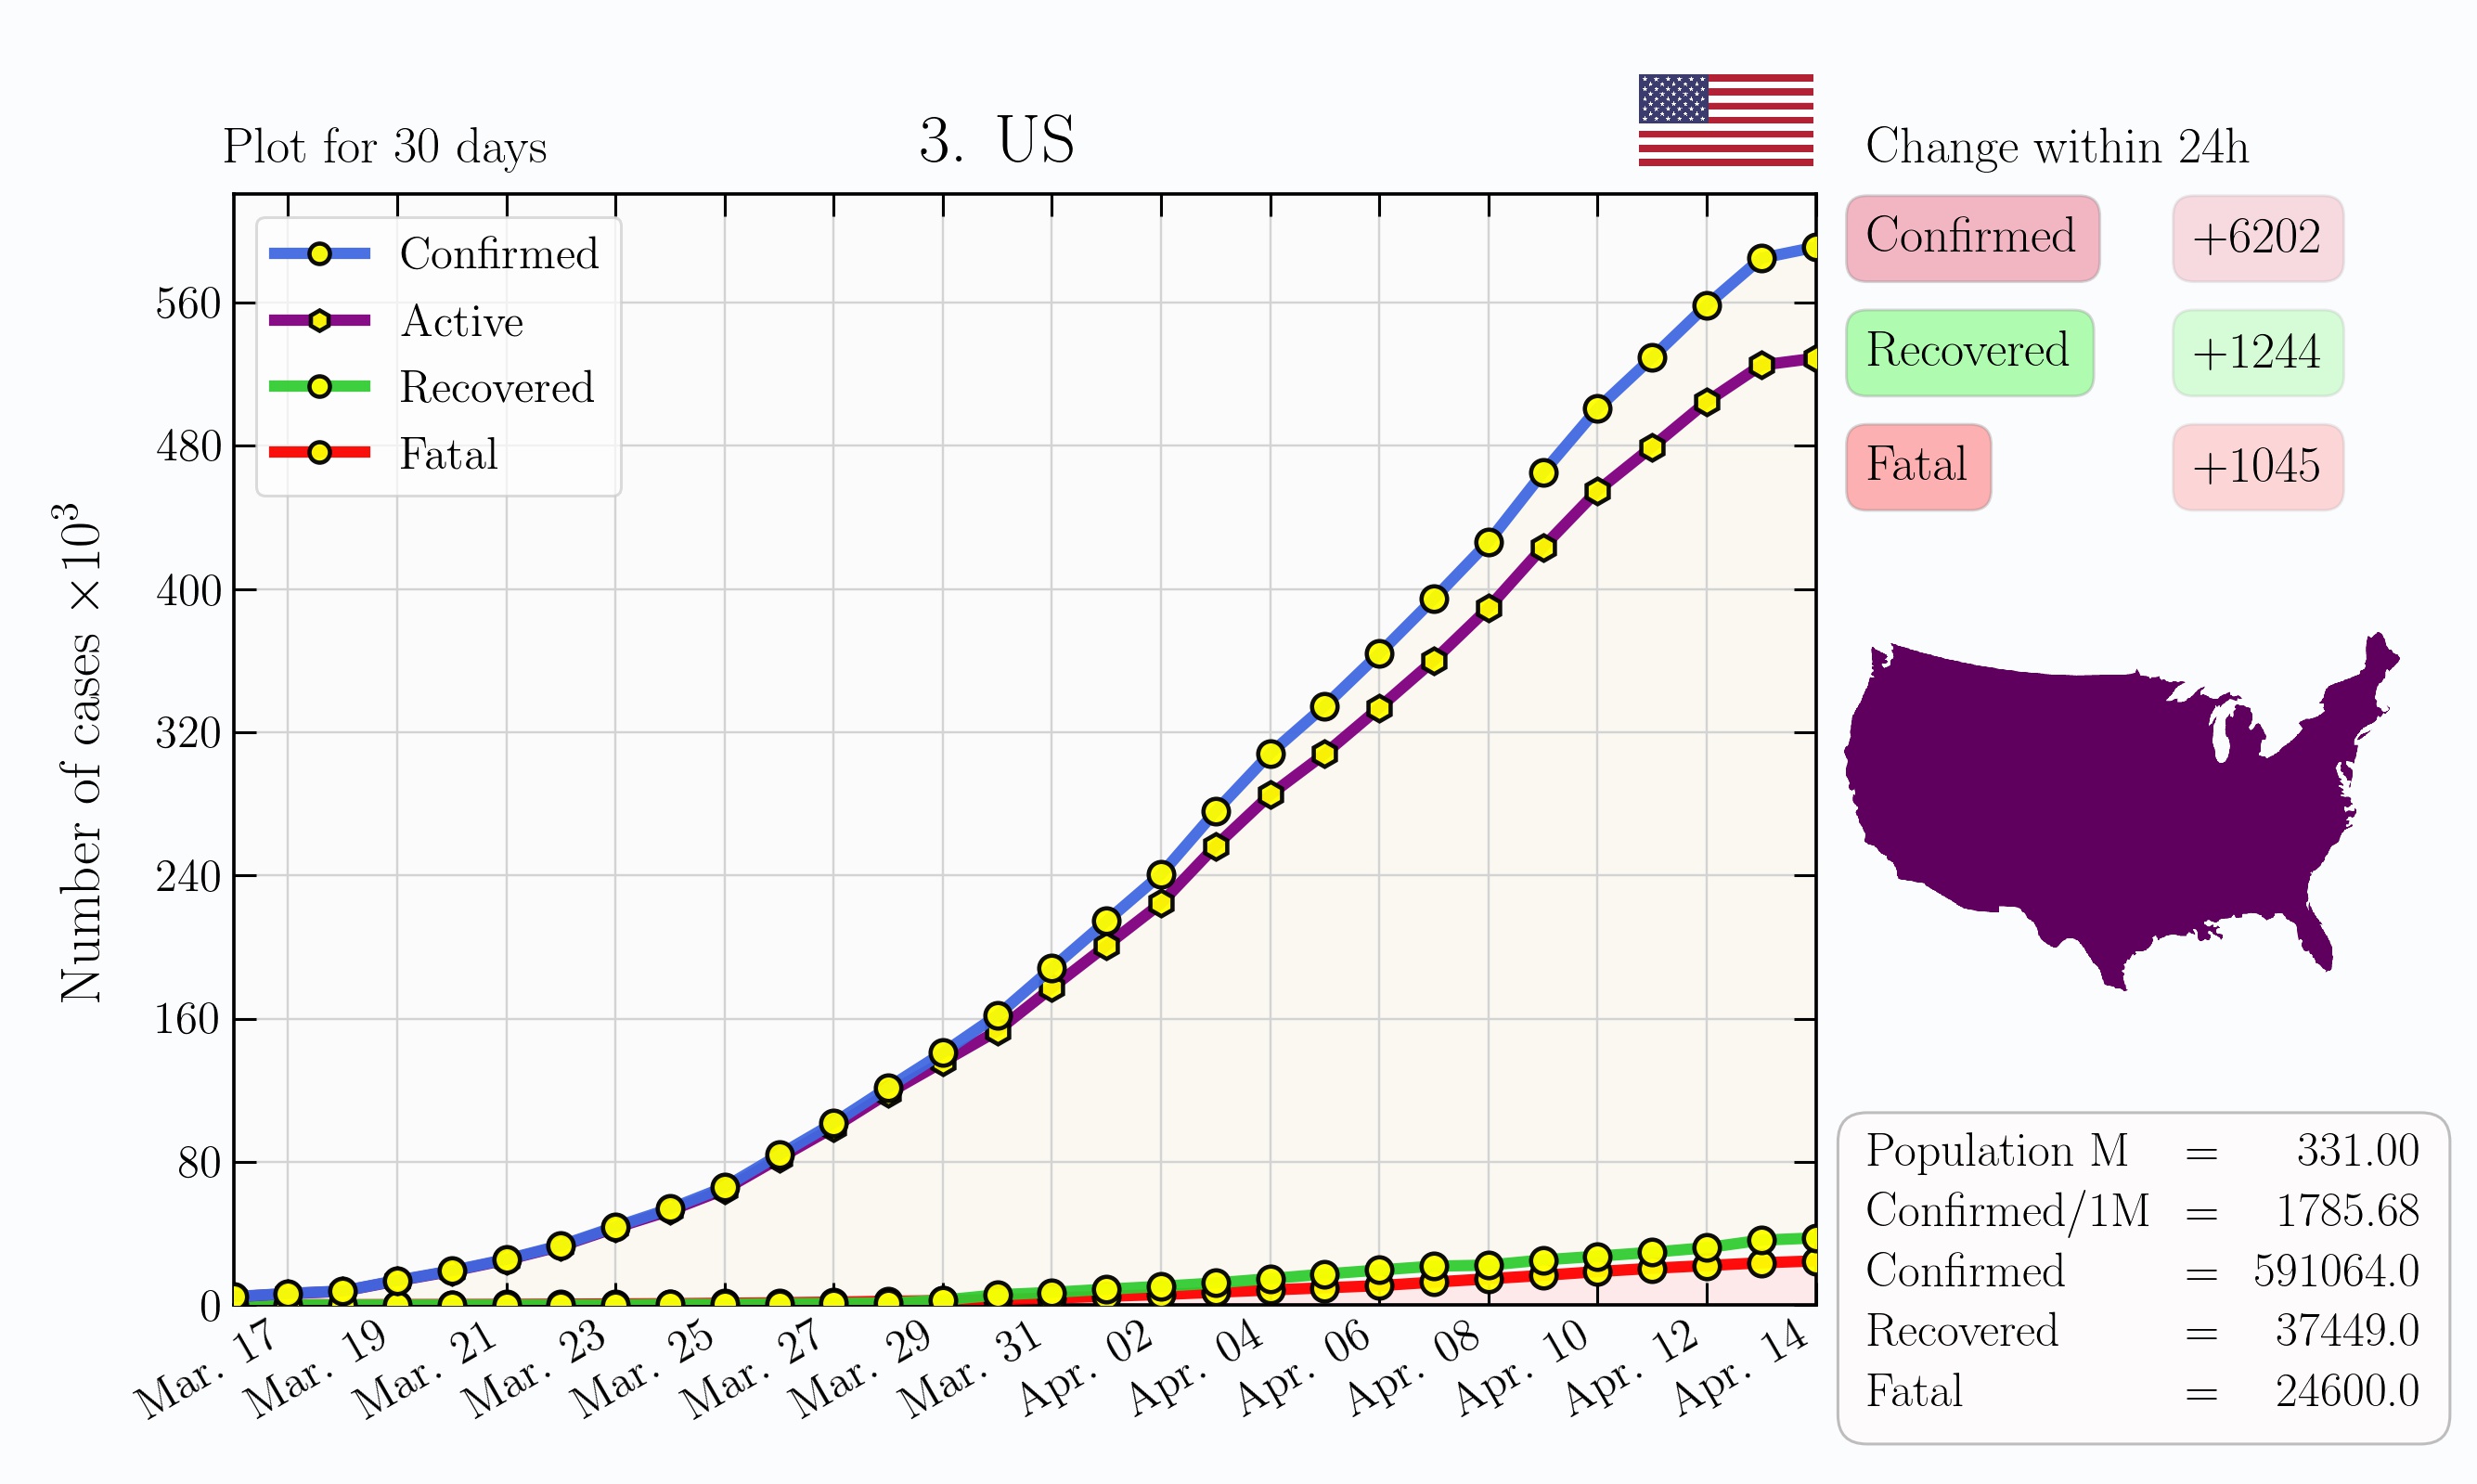 Plot for 30 days
3. US
Change within 24h
Confirmed
Active
Recovered
Fatal
Confirmed +6202
Recovered +1244
Fatal +1045
Number of cases ×10³
560
480
400
320
240
160
80
0
Mar. 17
Mar. 19
Mar. 21
Mar. 23
Mar. 25
Mar. 27
Mar. 29
Mar. 31
Apr. 02
Apr. 04
Apr. 06
Apr. 08
Apr. 10
Apr. 12
Apr. 14
Population M = 331.00
Confirmed/1M = 1785.68
Confirmed = 591064.0
Recovered = 37449.0
Fatal = 24600.0